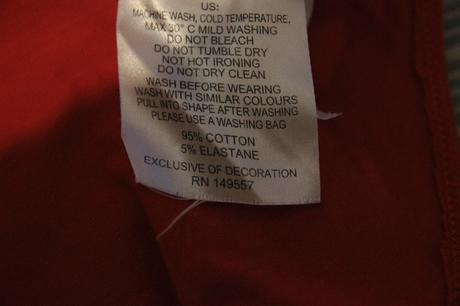 US:
MACHINE WASH, COLD TEMPERATURE,
MAX 30° C MILD WASHING
DO NOT BLEACH
DO NOT TUMBLE DRY
NOT HOT IRONING
DO NOT DRY CLEAN
WASH BEFORE WEARING
WASH WITH SIMILAR COLOURS
PULL INTO SHAPE AFTER WASHING
PLEASE USE A WASHING BAG
95% COTTON
5% ELASTANE
EXCLUSIVE OF DECORATION
RN 149557